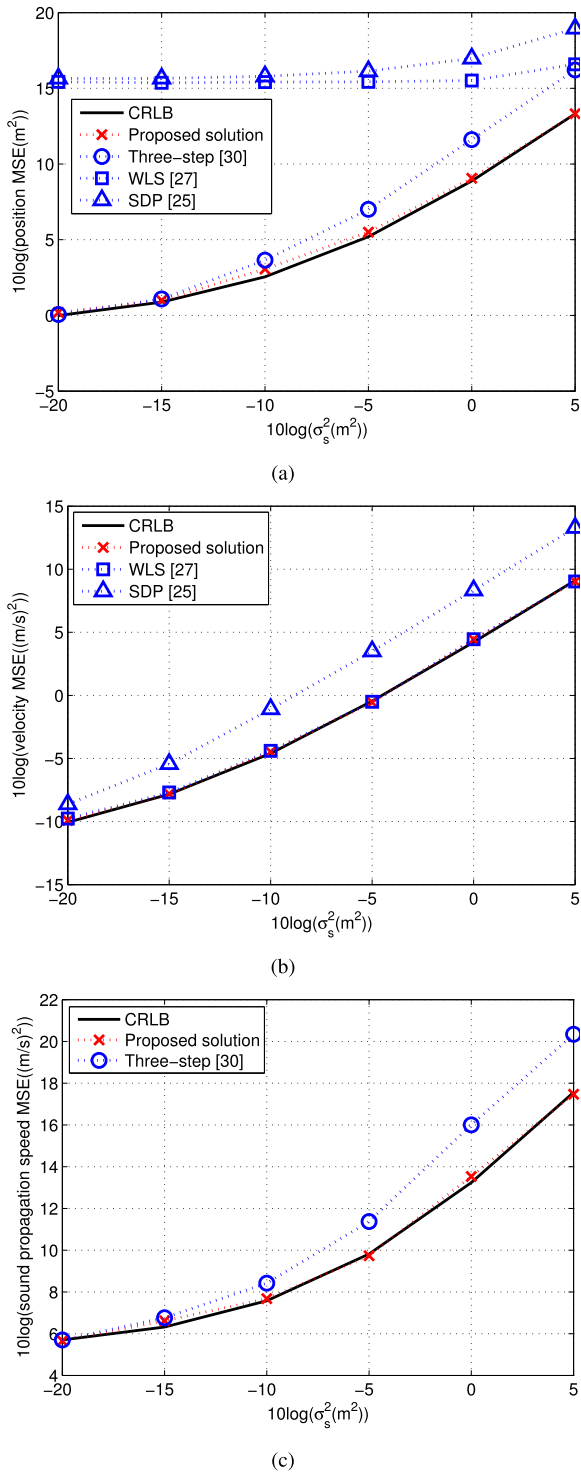 20
15
10
5
0
−5
10log(position MSE(m²))
CRLB
Proposed solution
Three−step [30]
WLS [27]
SDP [25]
−20 −15 −10 −5 0 5
10log(σₛ²(m²))
(a)
15
10
5
0
−5
−10
−15
10log(velocity MSE((m/s)²))
CRLB
Proposed solution
WLS [27]
SDP [25]
−20 −15 −10 −5 0 5
10log(σₛ²(m²))
(b)
22
20
18
16
14
12
10
8
6
4
10log(sound propagation speed MSE((m/s)²))
CRLB
Proposed solution
Three−step [30]
−20 −15 −10 −5 0 5
10log(σₛ²(m²))
(c)